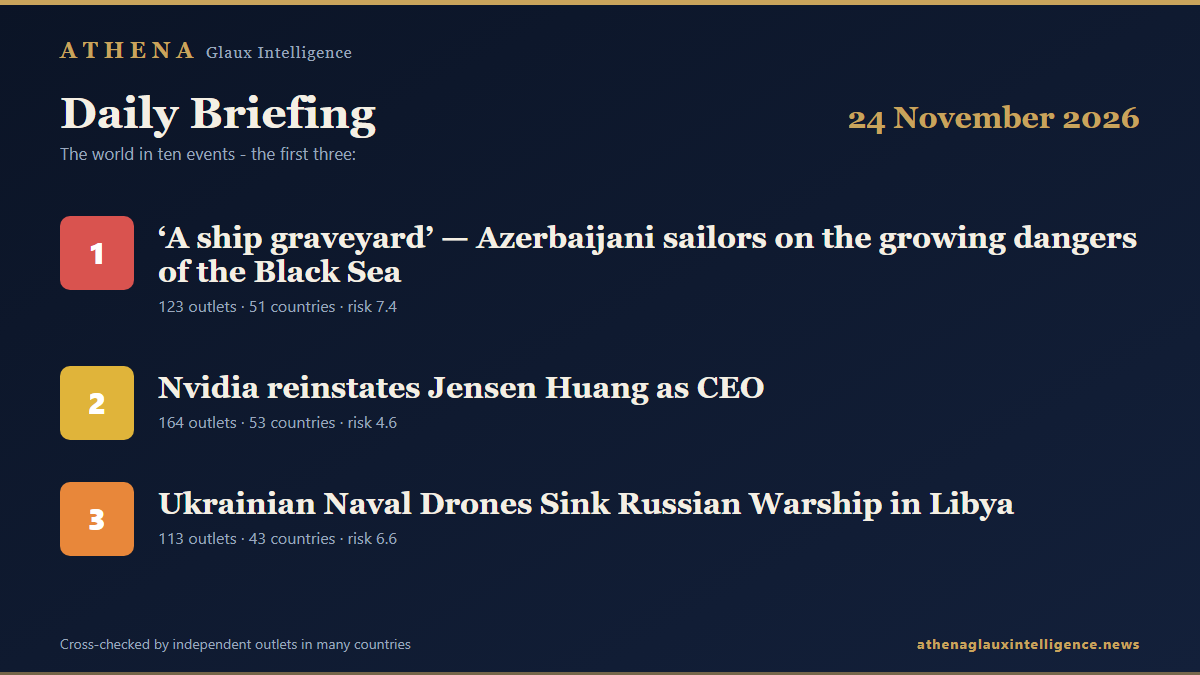 ATHENA Glaux Intelligence
Daily Briefing
24 November 2026
The world in ten events - the first three:
1
‘A ship graveyard’ — Azerbaijani sailors on the growing dangers
of the Black Sea
123 outlets · 51 countries · risk 7.4
2
Nvidia reinstates Jensen Huang as CEO
164 outlets · 53 countries · risk 4.6
3
Ukrainian Naval Drones Sink Russian Warship in Libya
113 outlets · 43 countries · risk 6.6
Cross-checked by independent outlets in many countries
athenaglauxintelligence.news